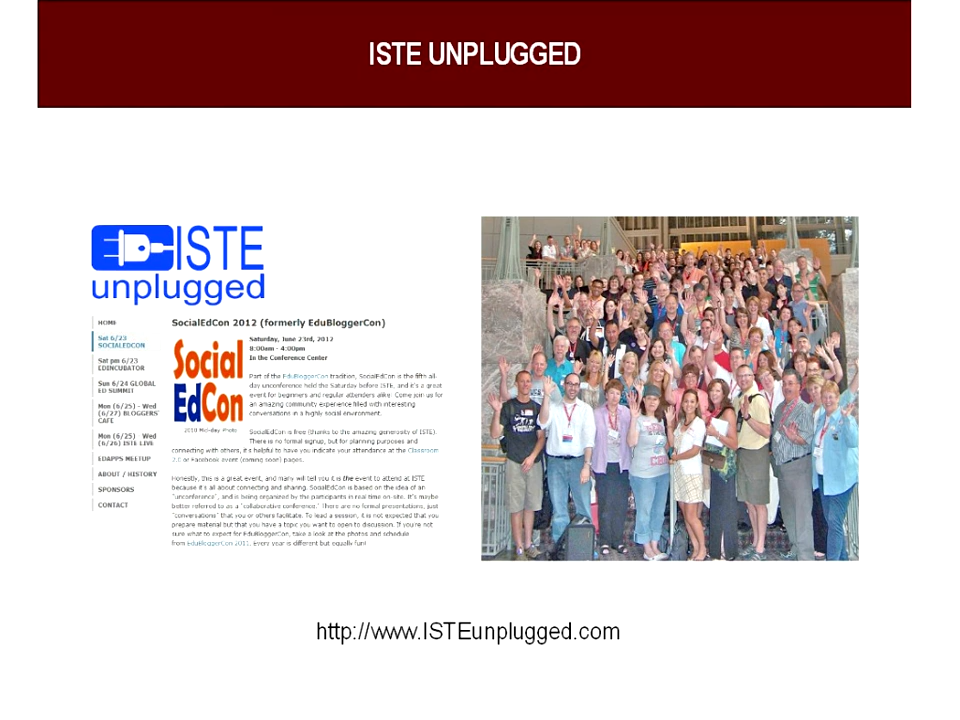 ISTE UNPLUGGED
ISTE
unplugged
HOME
Sat 6/23
SOCIALEDCON
Sat pm 6/23
EDINCUBATOR
Sun 6/24 GLOBAL
ED SUMMIT
Mon (6/25) - Wed
(6/27) BLOGGERS'
CAFE
Mon (6/25) - Wed
(6/26) ISTE LIVE
EDAPPS MEETUP
ABOUT / HISTORY
SPONSORS
CONTACT
SocialEdCon 2012 (formerly EduBloggerCon)
Social
EdCon
2010 Mid-day Photo
Saturday, June 23rd, 2012
8:00am - 4:00pm
In the Conference Center
Part of the EduBloggerCon tradition, SocialEdCon is the fifth all-
day unconference held the Saturday before ISTE, and it's a great
event for beginners and regular attenders alike. Come join us for
an amazing community experience filled with interesting
conversations in a highly social environment.
SocialEdCon is free (thanks to the amazing generosity of ISTE).
There is no formal signup, but for planning purposes and
connecting with others, it's helpful to have you indicate your attendance at the Classroom
2.0 or Facebook event (coming soon) pages.
Honestly, this is a great event, and many will tell you it is the event to attend at ISTE
because it's all about connecting and sharing. SocialEdCon is based on the idea of an
"unconference", and is being organized by the participants in real time on-site. It's maybe
better referred to as a "collaborative conference." There are no formal presentations, just
"conversations" that you or others facilitate. To lead a session, it is not expected that you
prepare material but that you have a topic you want to open to discussion. If you're not
sure what to expect for EduBloggerCon, take a look at the photos and schedule
from EduBloggerCon 2011. Every year is different but equally fun!
http://www.ISTEunplugged.com